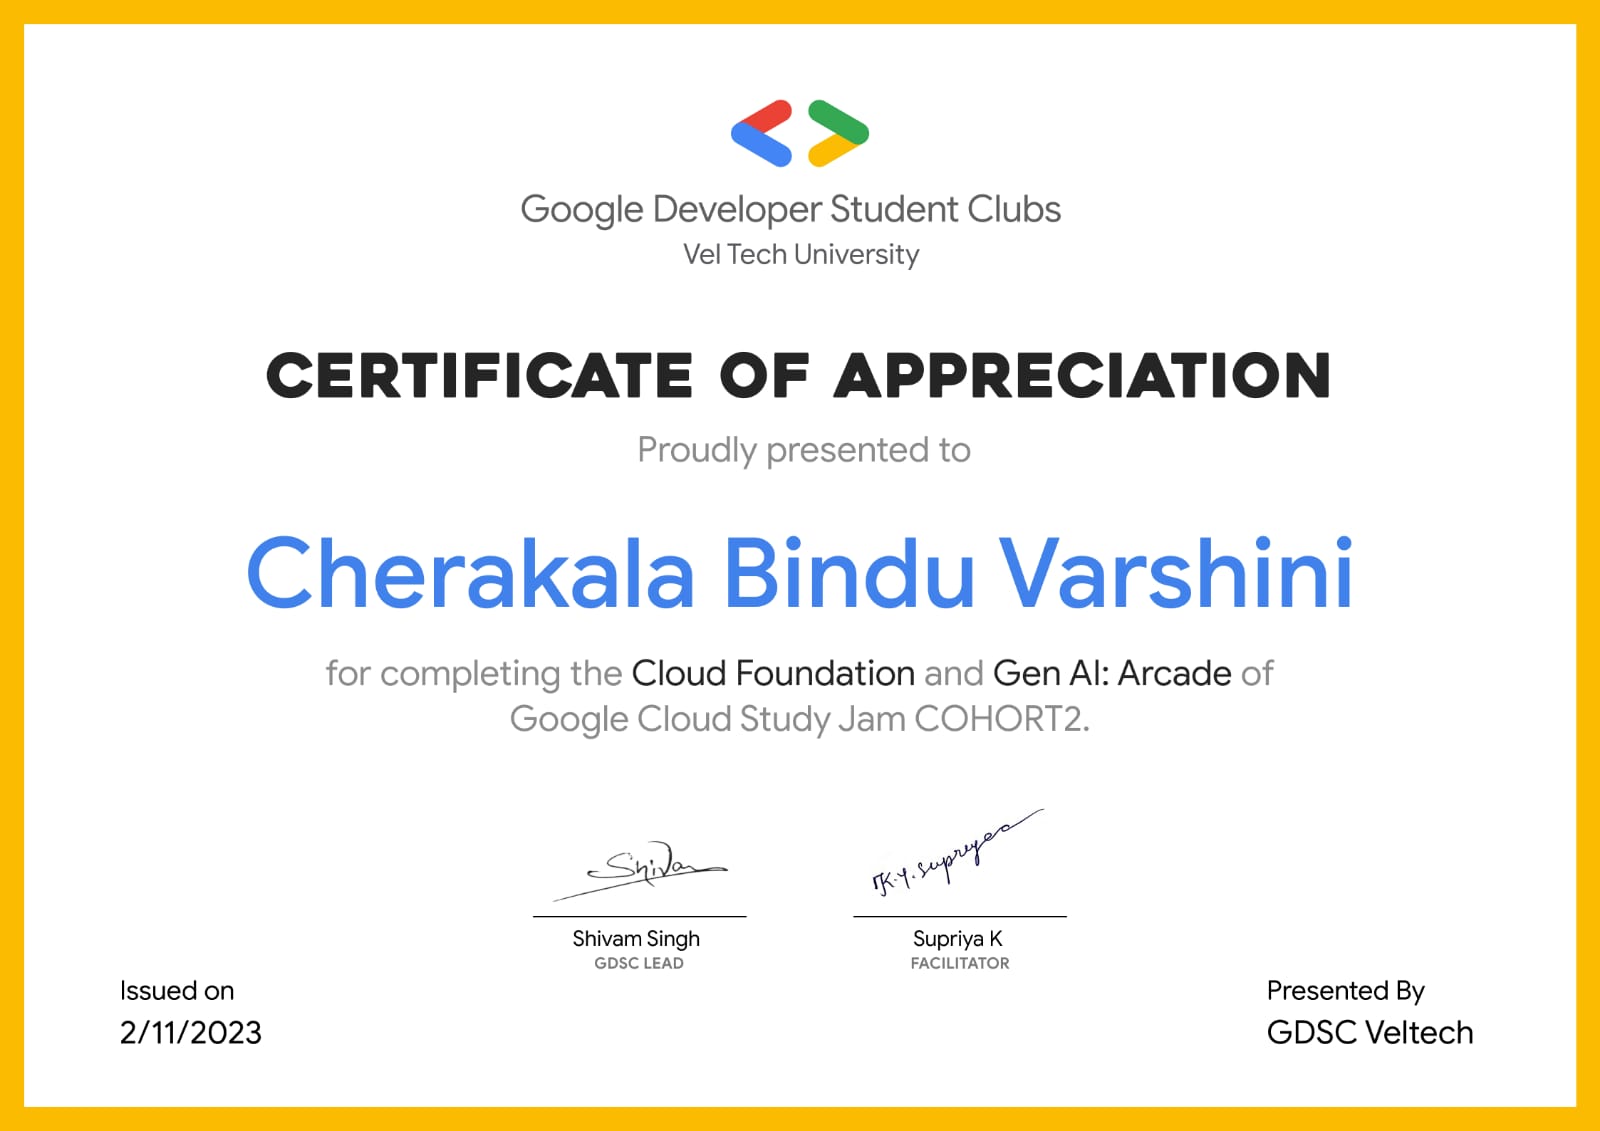 Google Developer Student Clubs
Vel Tech University
CERTIFICATE OF APPRECIATION
Proudly presented to
Cherakala Bindu Varshini
for completing the Cloud Foundation and Gen AI: Arcade of
Google Cloud Study Jam COHORT2.
Shivam
K.Y.Supriya
Shivam Singh
GDSC LEAD
Supriya K
FACILITATOR
Issued on
2/11/2023
Presented By
GDSC Veltech